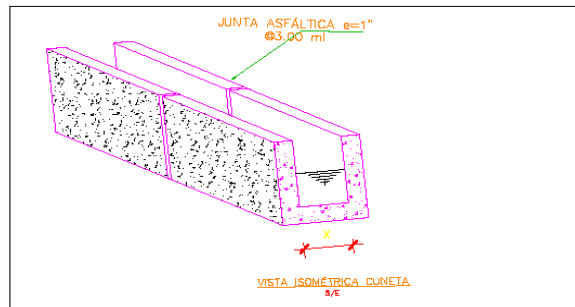 JUNTA ASFÁLTICA e=1"
@3.00 ml
X
VISTA ISOMÉTRICA CUNETA
S/E